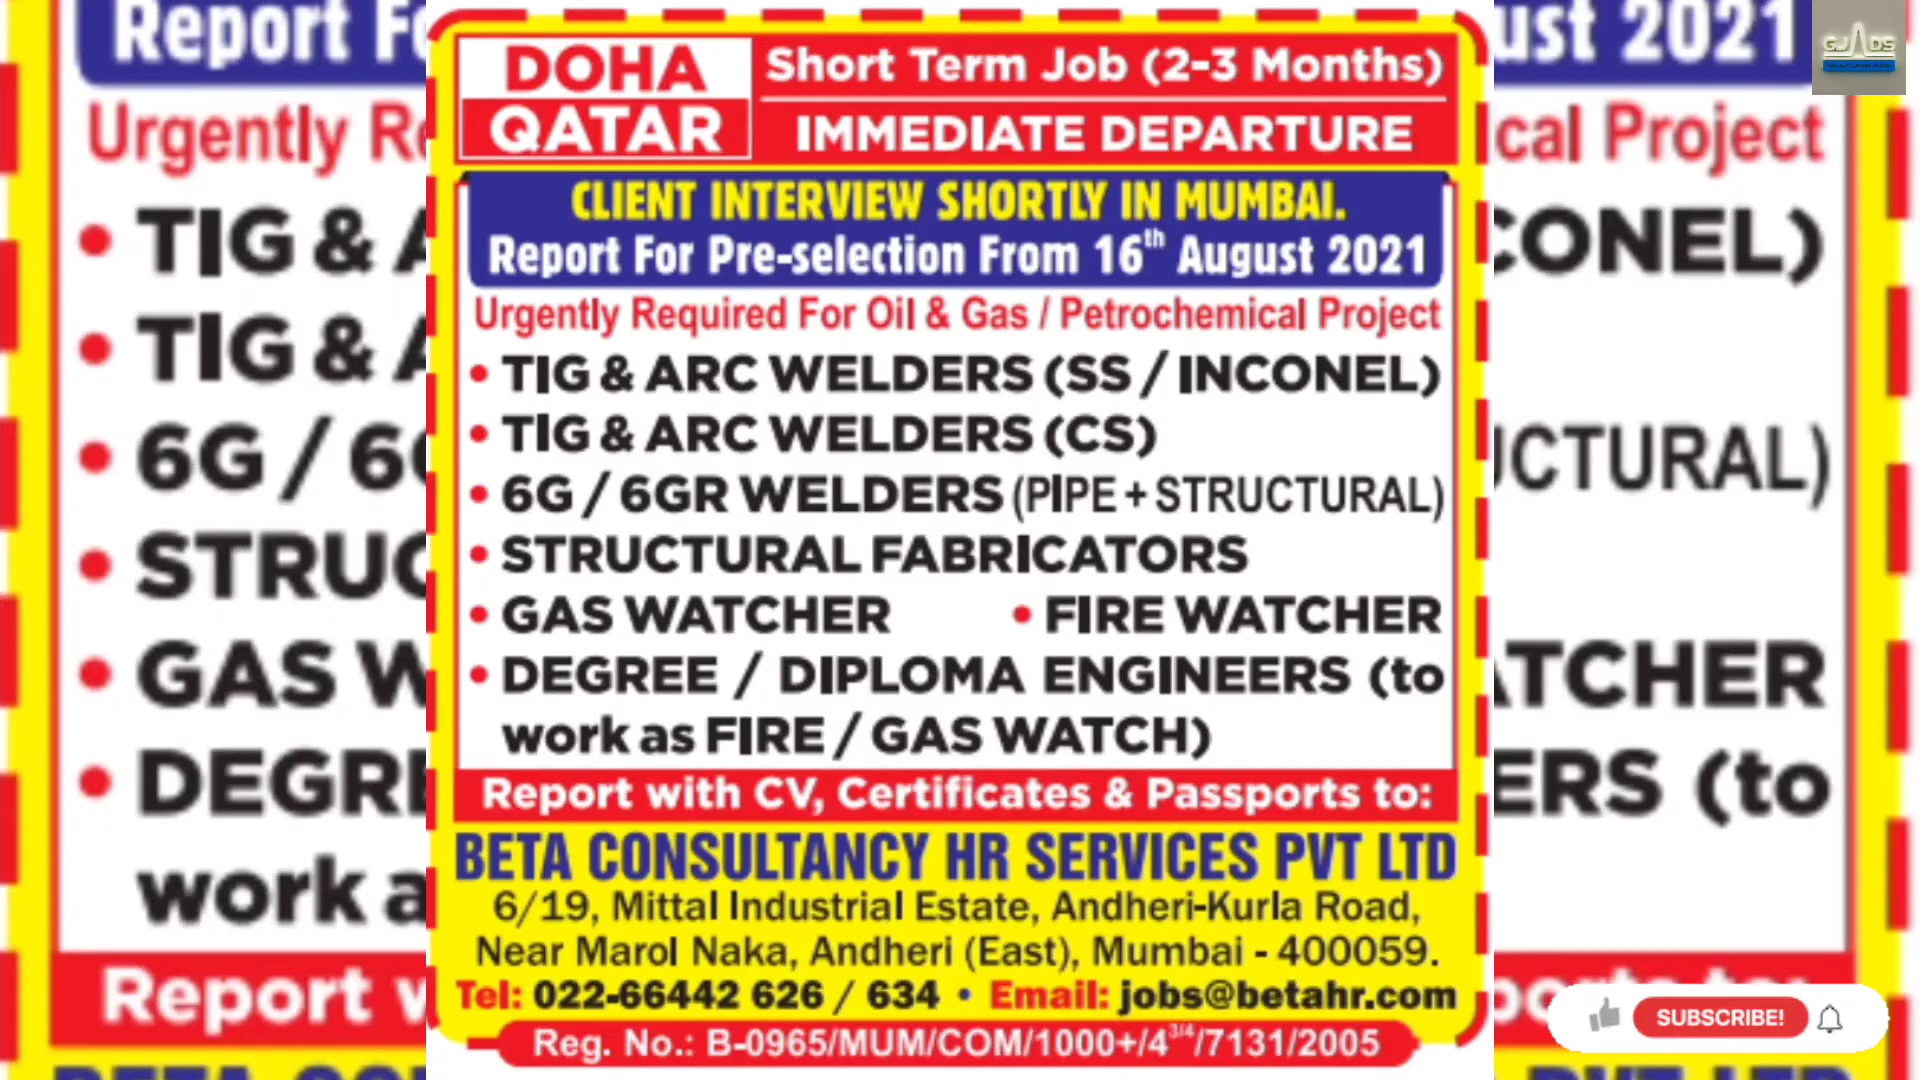 DOHA
QATAR
Short Term Job (2-3 Months)
IMMEDIATE DEPARTURE
CLIENT INTERVIEW SHORTLY IN MUMBAI.
Report For Pre-selection From 16th August 2021
Urgently Required For Oil & Gas / Petrochemical Project
• TIG & ARC WELDERS (SS / INCONEL)
• TIG & ARC WELDERS (CS)
• 6G / 6GR WELDERS (PIPE + STRUCTURAL)
• STRUCTURAL FABRICATORS
• GAS WATCHER • FIRE WATCHER
• DEGREE / DIPLOMA ENGINEERS (to
work as FIRE / GAS WATCH)
Report with CV, Certificates & Passports to:
BETA CONSULTANCY HR SERVICES PVT LTD
6/19, Mittal Industrial Estate, Andheri-Kurla Road,
Near Marol Naka, Andheri (East), Mumbai - 400059.
Tel: 022-66442 626 / 634 • Email: jobs@betahr.com
Reg. No.: B-0965/MUM/COM/1000+/4 3/4/7131/2005
GJADS
SUBSCRIBE!